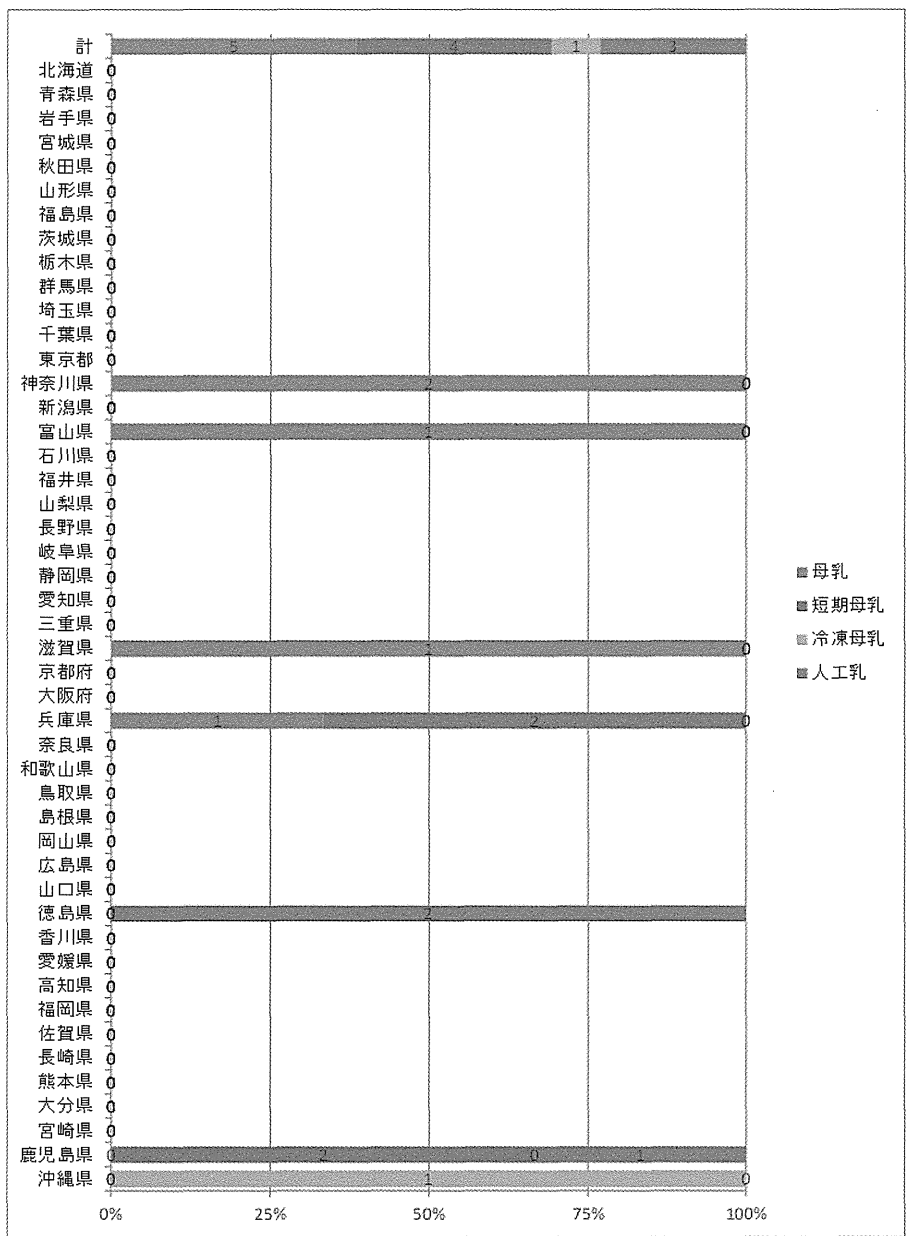 計 5 4 1 3
北海道 0
青森県 0
岩手県 0
宮城県 0
秋田県 0
山形県 0
福島県 0
茨城県 0
栃木県 0
群馬県 0
埼玉県 0
千葉県 0
東京都 0
神奈川県 2 0
新潟県 0
富山県 1 0
石川県 0
福井県 0
山梨県 0
長野県 0
岐阜県 0
静岡県 0
愛知県 0
三重県 0
滋賀県 1 0
京都府 0
大阪府 0
兵庫県 1 2 0
奈良県 0
和歌山県 0
鳥取県 0
島根県 0
岡山県 0
広島県 0
山口県 0
徳島県 0 2
香川県 0
愛媛県 0
高知県 0
福岡県 0
佐賀県 0
長崎県 0
熊本県 0
大分県 0
宮崎県 0
鹿児島県 0 2 0 1
沖縄県 0 1 0
0% 25% 50% 75% 100%
母乳
短期母乳
冷凍母乳
人工乳